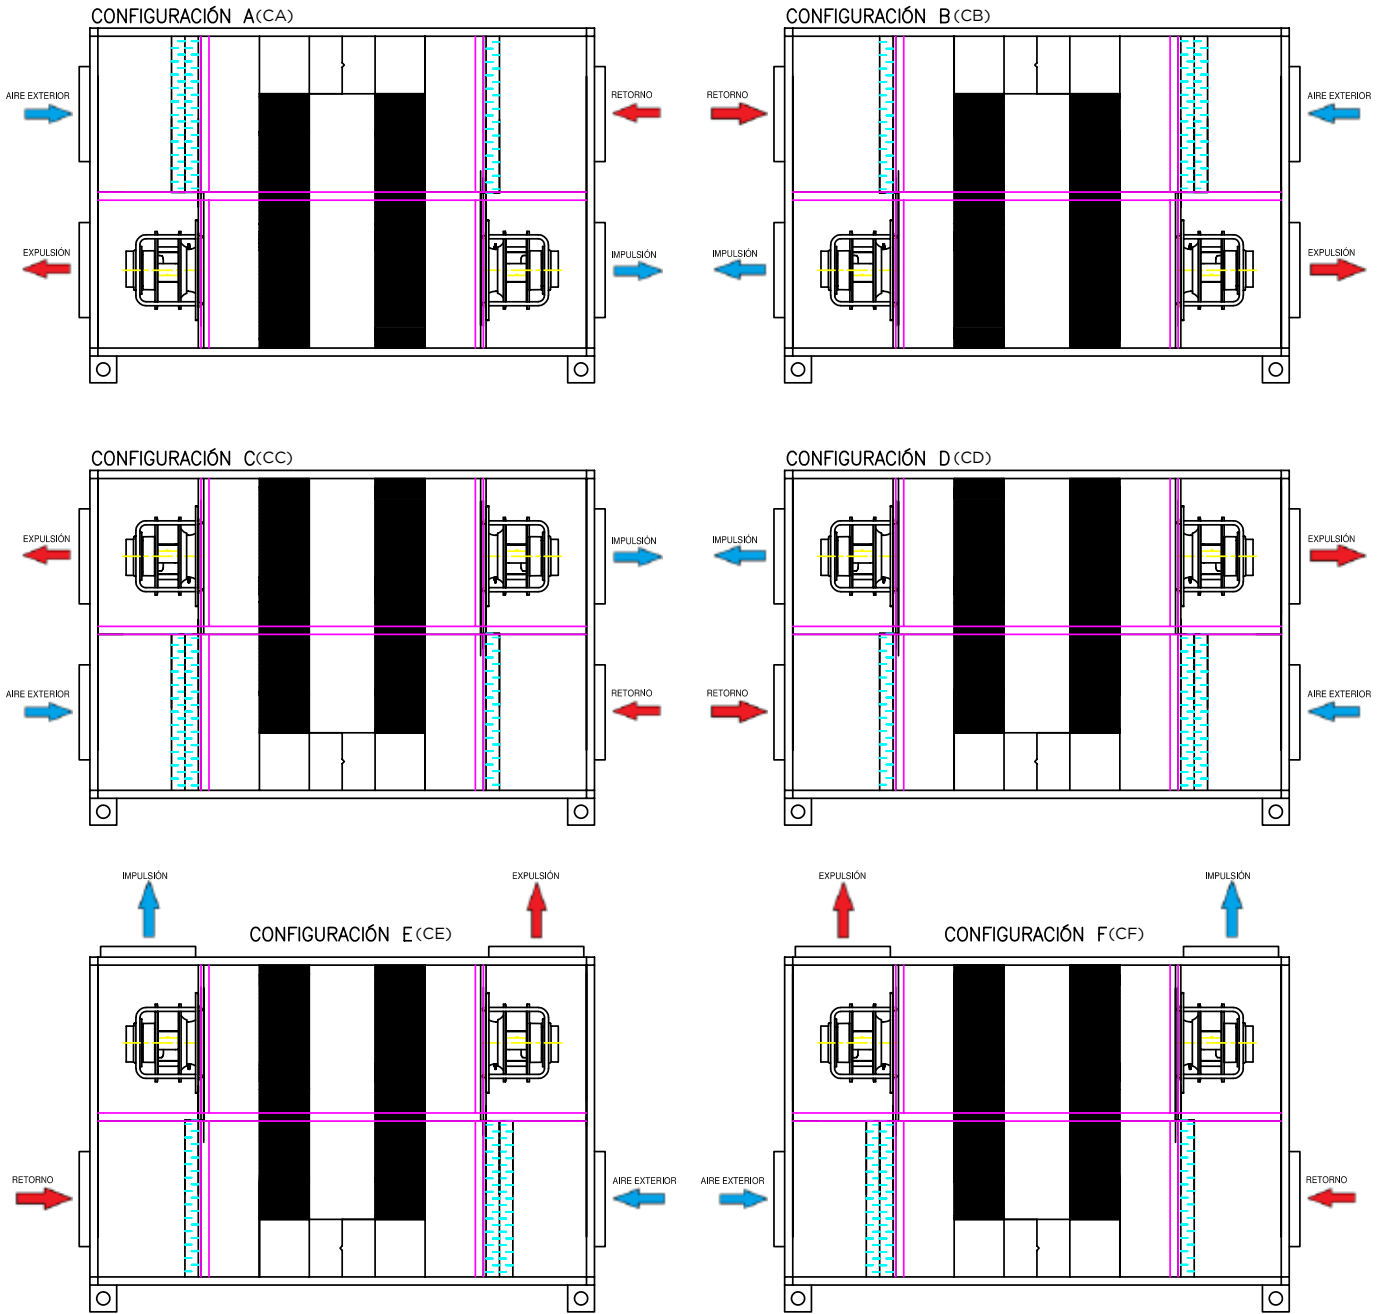 CONFIGURACIÓN A(CA)
AIRE EXTERIOR
RETORNO
EXPULSIÓN
IMPULSIÓN
CONFIGURACIÓN B(CB)
RETORNO
AIRE EXTERIOR
IMPULSIÓN
EXPULSIÓN
CONFIGURACIÓN C(CC)
EXPULSIÓN
IMPULSIÓN
AIRE EXTERIOR
RETORNO
CONFIGURACIÓN D(CD)
IMPULSIÓN
EXPULSIÓN
RETORNO
AIRE EXTERIOR
IMPULSIÓN
EXPULSIÓN
CONFIGURACIÓN E(CE)
RETORNO
AIRE EXTERIOR
EXPULSIÓN
IMPULSIÓN
CONFIGURACIÓN F(CF)
AIRE EXTERIOR
RETORNO